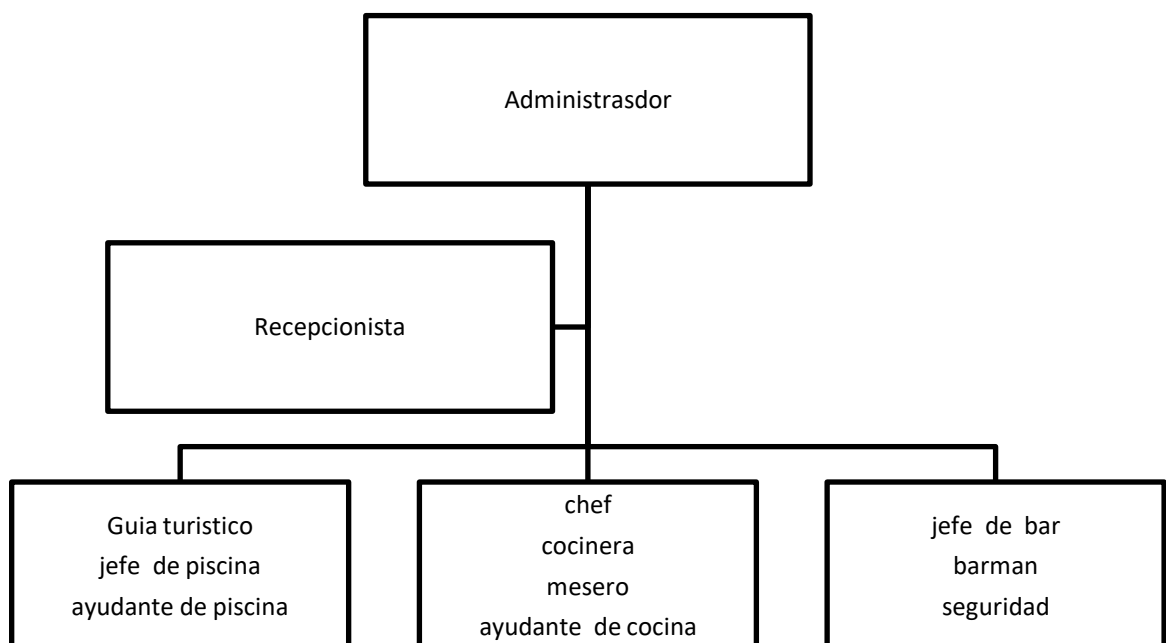 Administrasdor
Recepcionista
Guia turistico
jefe de piscina
ayudante de piscina
chef
cocinera
mesero
ayudante de cocina
jefe de bar
barman
seguridad